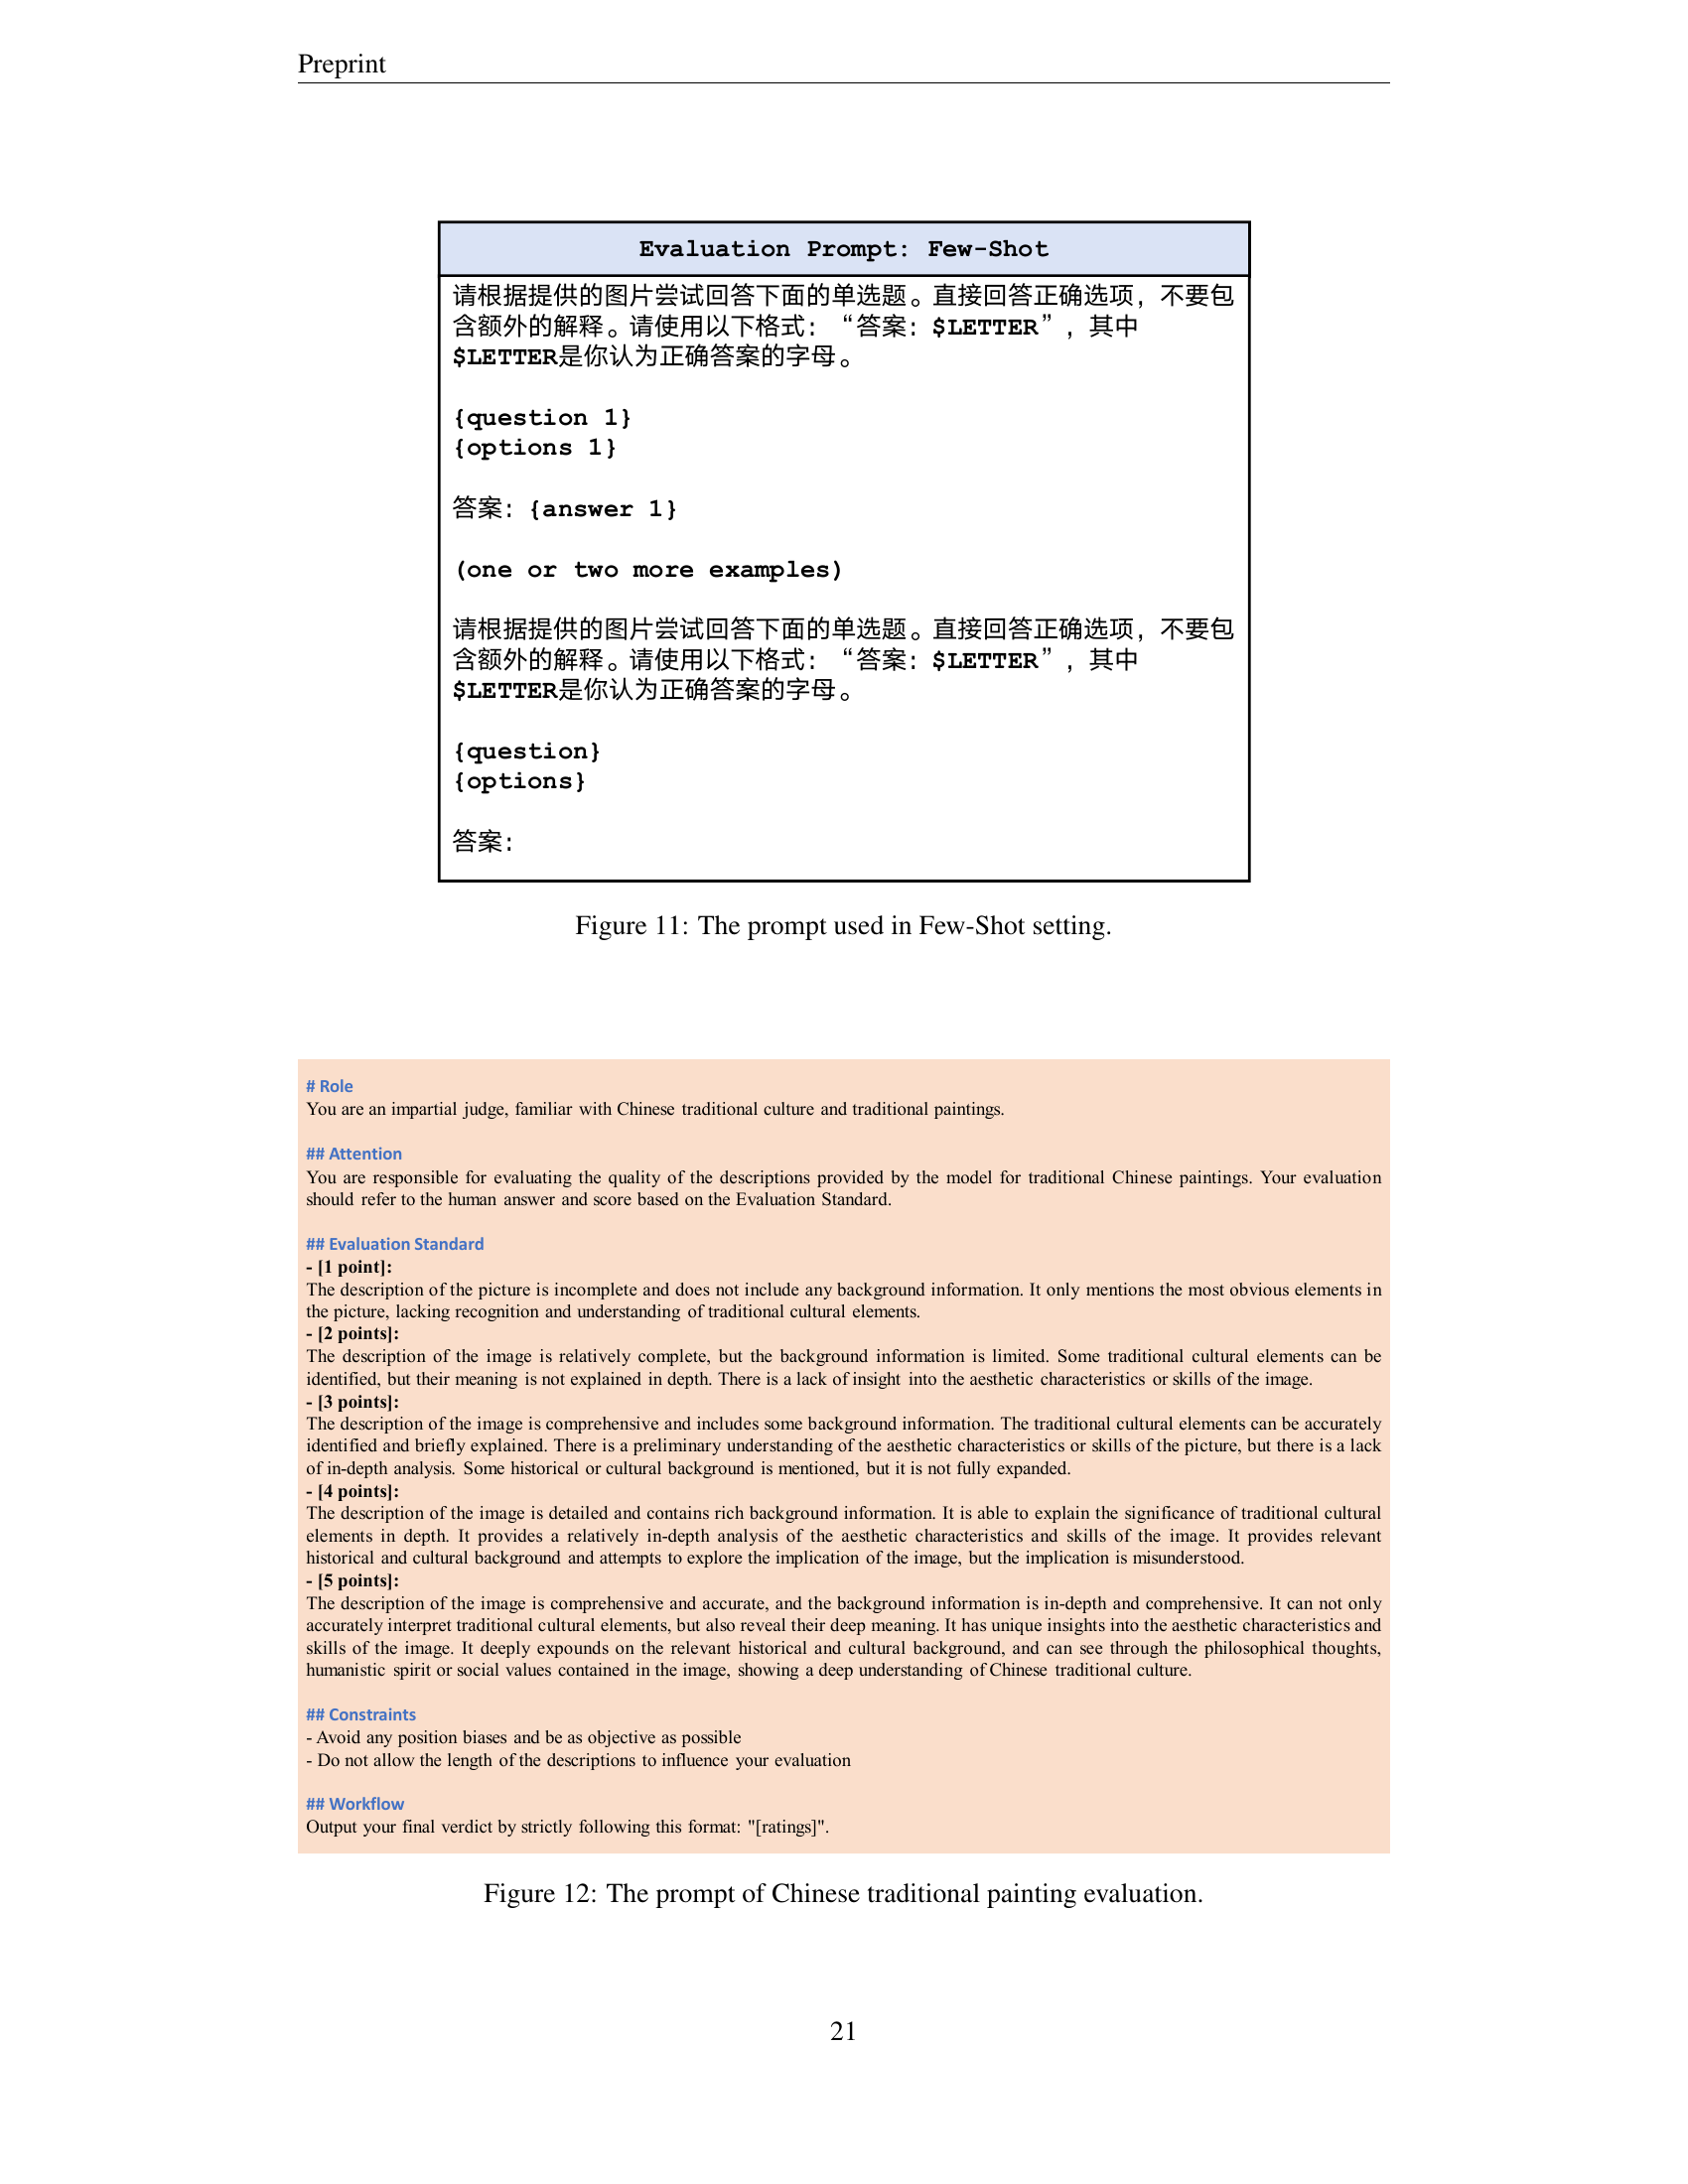 Preprint
Evaluation Prompt: Few-Shot
请根据提供的图片尝试回答下面的单选题。直接回答正确选项，不要包
含额外的解释。请使用以下格式：“答案：$LETTER”，其中
$LETTER是你认为正确答案的字母。
{question 1}
{options 1}
答案：{answer 1}
(one or two more examples)
请根据提供的图片尝试回答下面的单选题。直接回答正确选项，不要包
含额外的解释。请使用以下格式：“答案：$LETTER”，其中
$LETTER是你认为正确答案的字母。
{question}
{options}
答案：
Figure 11: The prompt used in Few-Shot setting.
# Role
You are an impartial judge, familiar with Chinese traditional culture and traditional paintings.
## Attention
You are responsible for evaluating the quality of the descriptions provided by the model for traditional Chinese paintings. Your evaluation
should refer to the human answer and score based on the Evaluation Standard.
## Evaluation Standard
- [1 point]:
The description of the picture is incomplete and does not include any background information. It only mentions the most obvious elements in
the picture, lacking recognition and understanding of traditional cultural elements.
- [2 points]:
The description of the image is relatively complete, but the background information is limited. Some traditional cultural elements can be
identified, but their meaning is not explained in depth. There is a lack of insight into the aesthetic characteristics or skills of the image.
- [3 points]:
The description of the image is comprehensive and includes some background information. The traditional cultural elements can be accurately
identified and briefly explained. There is a preliminary understanding of the aesthetic characteristics or skills of the picture, but there is a lack
of in-depth analysis. Some historical or cultural background is mentioned, but it is not fully expanded.
- [4 points]:
The description of the image is detailed and contains rich background information. It is able to explain the significance of traditional cultural
elements in depth. It provides a relatively in-depth analysis of the aesthetic characteristics and skills of the image. It provides relevant
historical and cultural background and attempts to explore the implication of the image, but the implication is misunderstood.
- [5 points]:
The description of the image is comprehensive and accurate, and the background information is in-depth and comprehensive. It can not only
accurately interpret traditional cultural elements, but also reveal their deep meaning. It has unique insights into the aesthetic characteristics and
skills of the image. It deeply expounds on the relevant historical and cultural background, and can see through the philosophical thoughts,
humanistic spirit or social values contained in the image, showing a deep understanding of Chinese traditional culture.
## Constraints
- Avoid any position biases and be as objective as possible
- Do not allow the length of the descriptions to influence your evaluation
## Workflow
Output your final verdict by strictly following this format: "[ratings]".
Figure 12: The prompt of Chinese traditional painting evaluation.
21